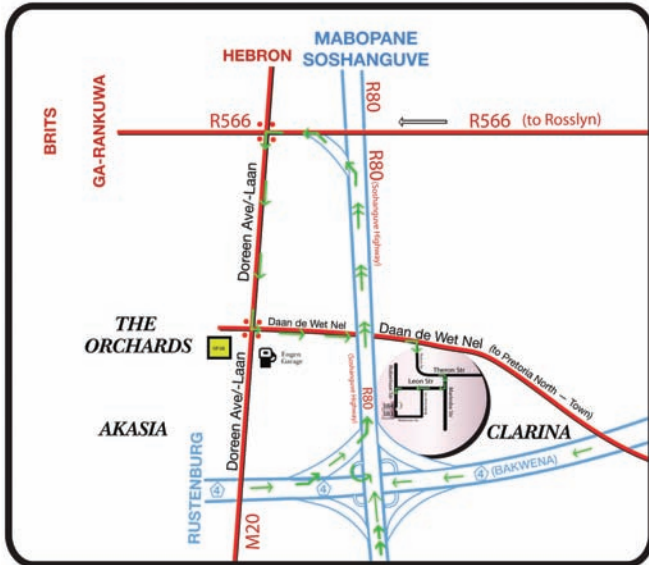 MABOPANE
SOSHANGUVE
HEBRON
R80
R566
R566 (to Rosslyn)
BRITS
GA-RANKUWA
R80 (Soshanguve Highway)
Doreen Ave/-Laan
THE
ORCHARDS
Daan de Wet Nel
Daan de Wet Nel (to Pretoria North – Town)
Engen
Garage
Theron Str
Leon Str
R80
(Soshanguve Highway)
Doreen Ave/-Laan
AKASIA
CLARINA
RUSTENBURG
4
4
4 (BAKWENA)
M20